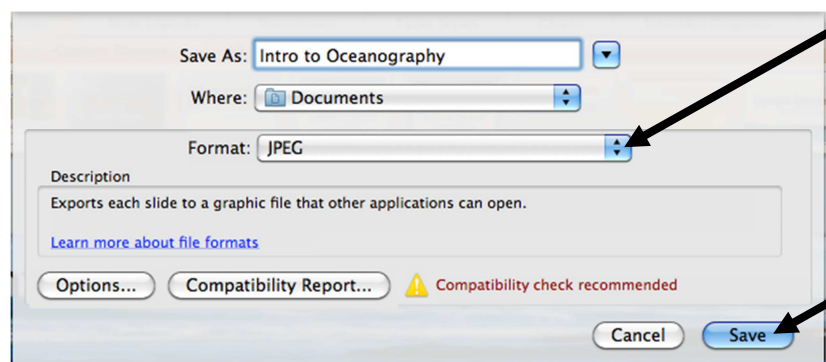 Save As: Intro to Oceanography
Where: Documents
Format: JPEG
Description
Exports each slide to a graphic file that other applications can open.
Learn more about file formats
Options... Compatibility Report... Compatibility check recommended
Cancel Save